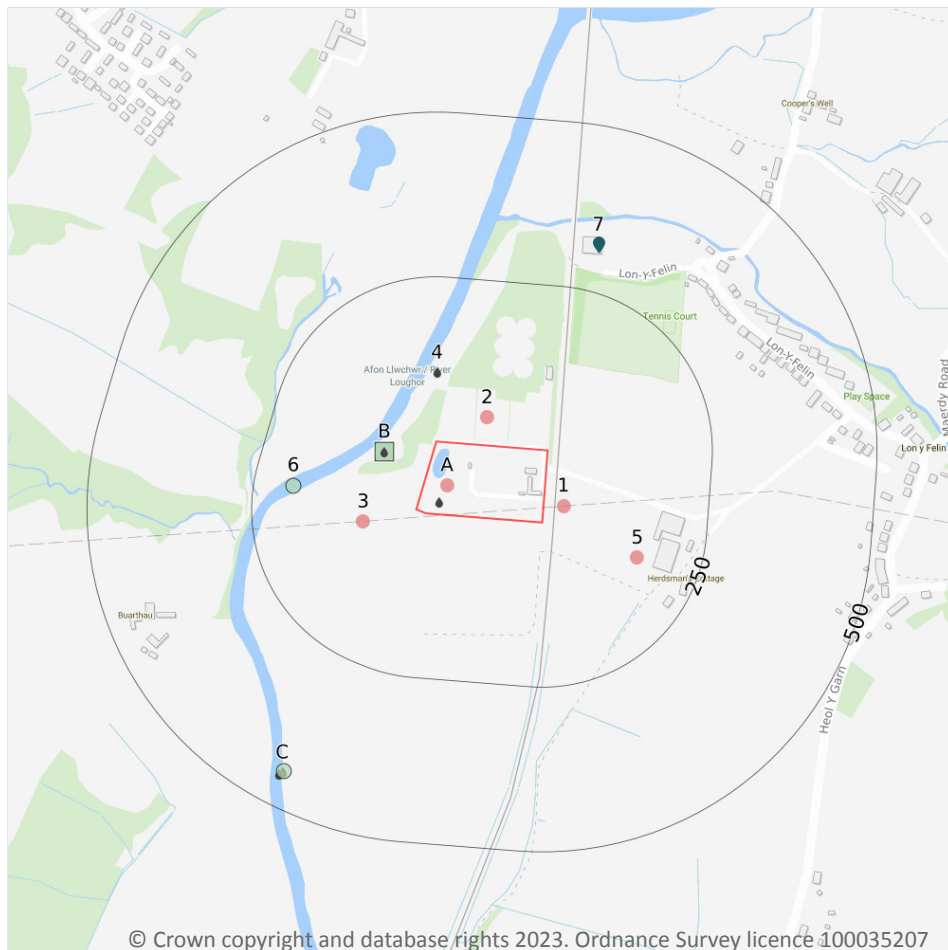 Cooper's Well
7
Lon-Y-Felin
Tennis Court
4
Afon Llwchwr / River
Loughor
Lon-Y-Felin
2
Play Space
Maerdy Road
B
Lon y Felin
A
6
3
1
5
Herdsman's Cottage
250
Buarthau
500
Heol Y Garn
C
© Crown copyright and database rights 2023. Ordnance Survey licence 100035207